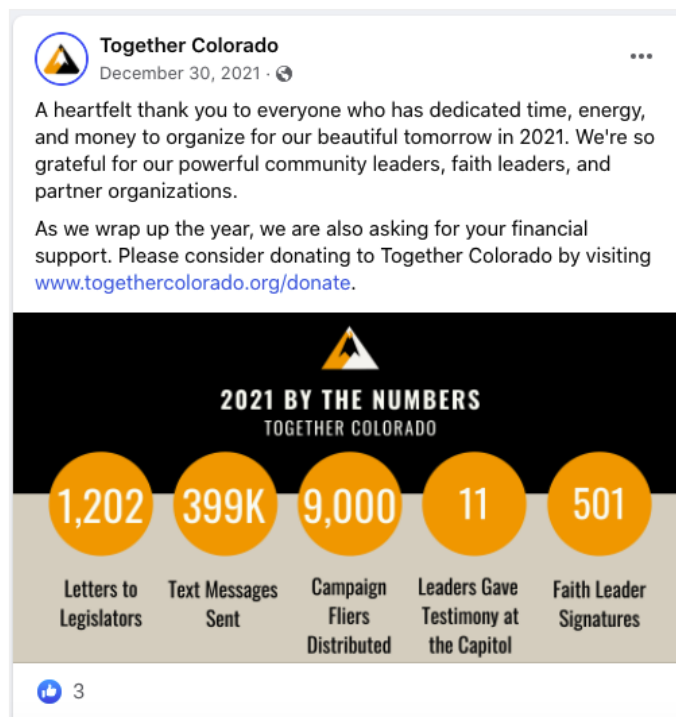 Together Colorado
December 30, 2021 ·
A heartfelt thank you to everyone who has dedicated time, energy,
and money to organize for our beautiful tomorrow in 2021. We're so
grateful for our powerful community leaders, faith leaders, and
partner organizations.
As we wrap up the year, we are also asking for your financial
support. Please consider donating to Together Colorado by visiting
www.togethercolorado.org/donate.
2021 BY THE NUMBERS
TOGETHER COLORADO
1,202
Letters to
Legislators
399K
Text Messages
Sent
9,000
Campaign
Fliers
Distributed
11
Leaders Gave
Testimony at
the Capitol
501
Faith Leader
Signatures
3